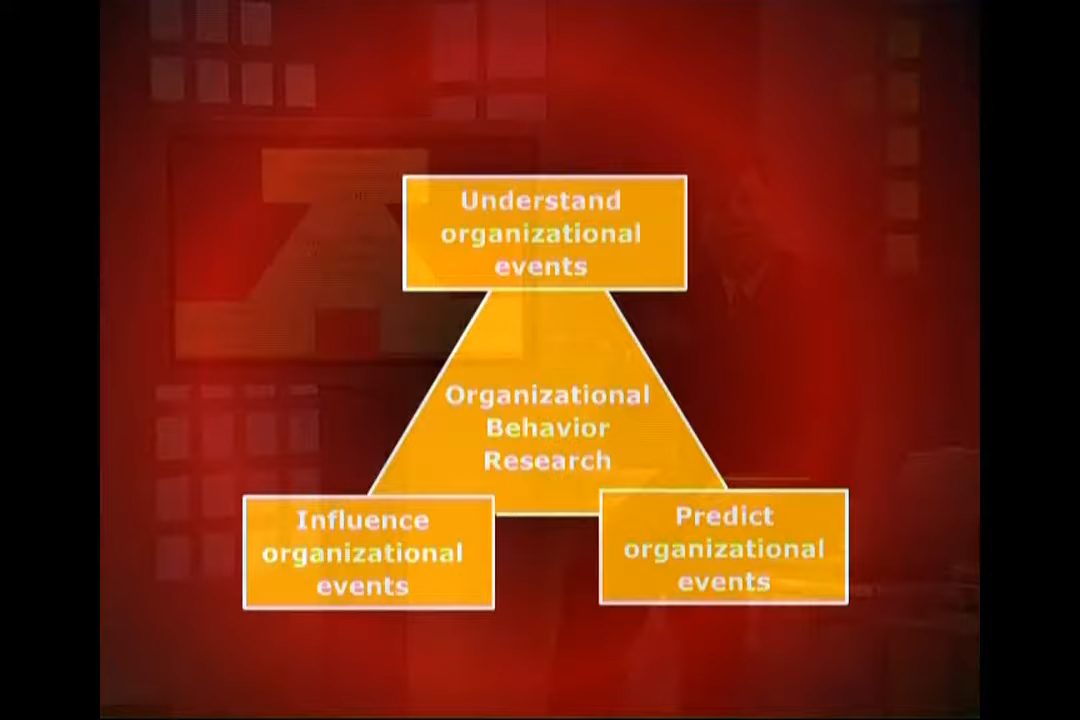 Understand
organizational
events
Organizational
Behavior
Research
Influence
organizational
events
Predict
organizational
events